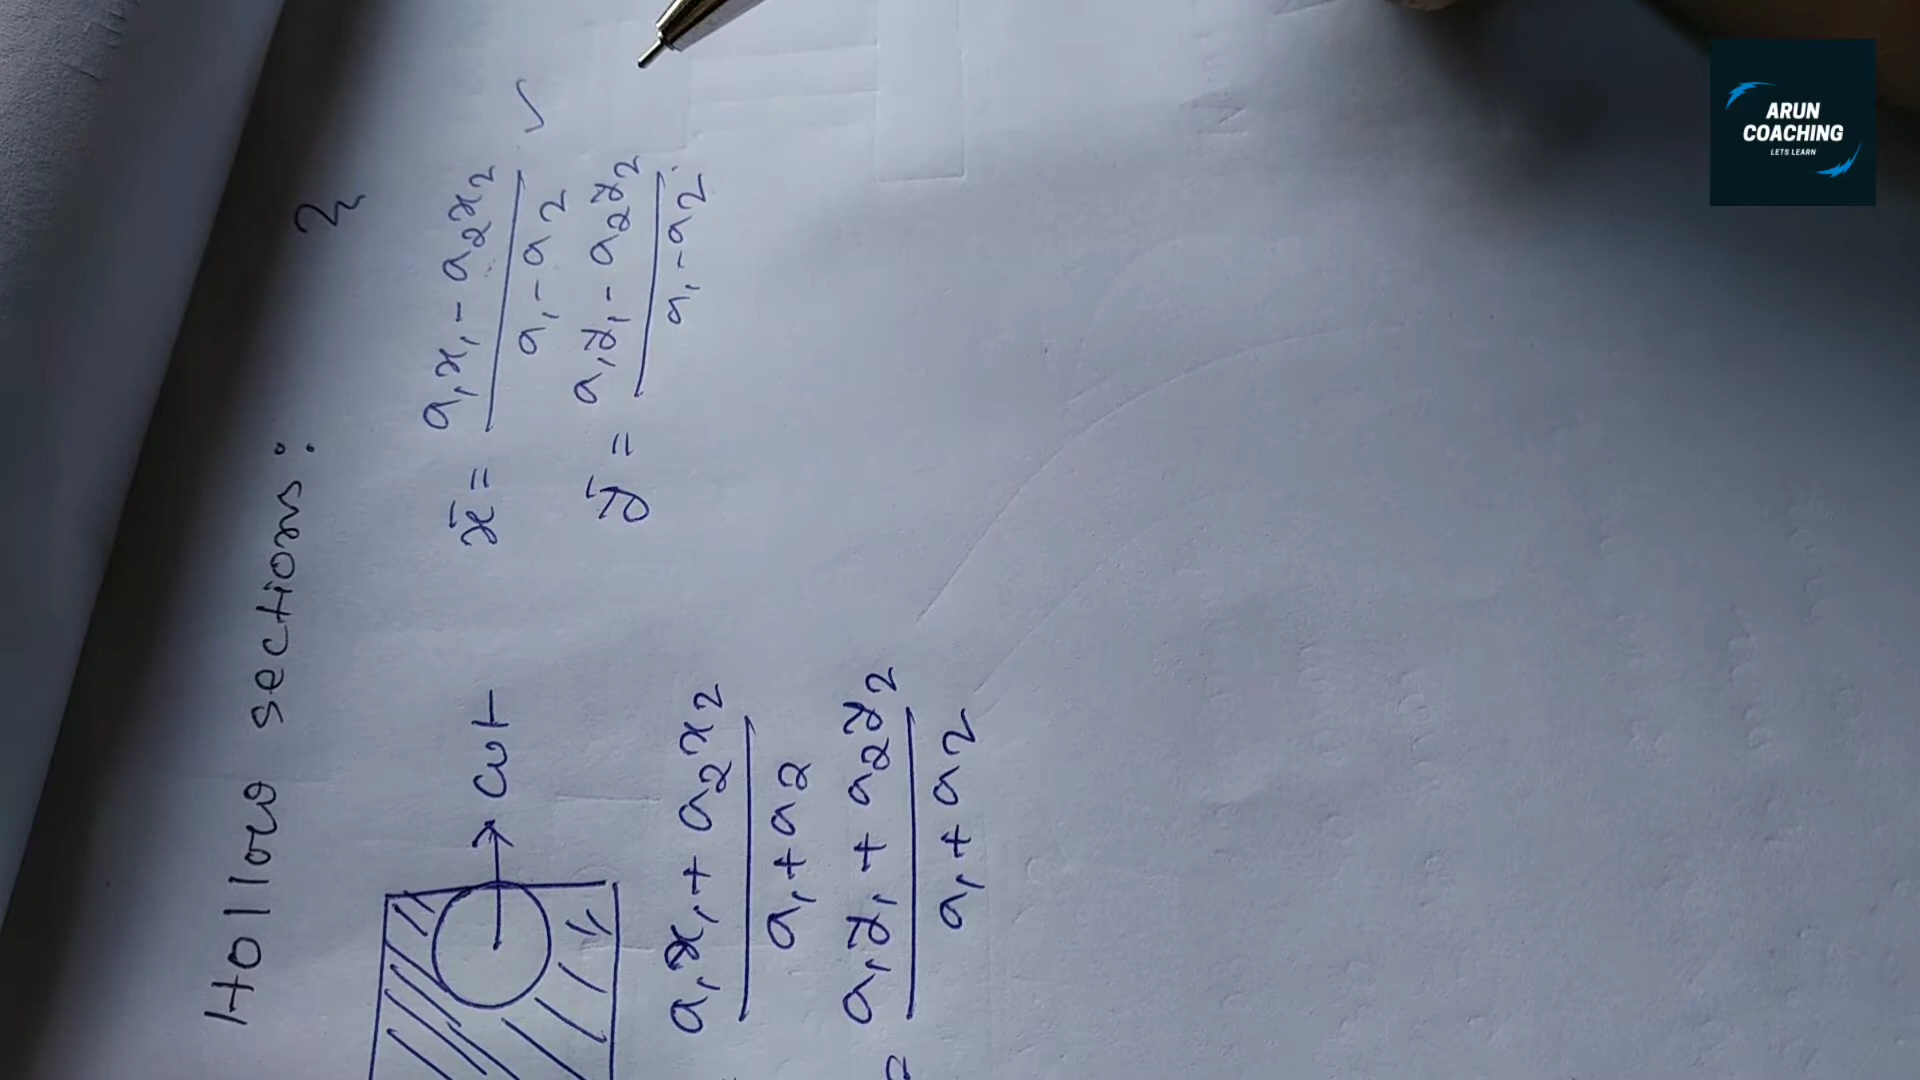 Hollow sections:
→ cut
x̄ = a₁x₁ - a₂x₂ / a₁ - a₂ ✓
ȳ = a₁y₁ - a₂y₂ / a₁ - a₂
a₁x₁ + a₂x₂ / a₁ + a₂
a₁y₁ + a₂y₂ / a₁ + a₂
ARUN
COACHING
LETS LEARN